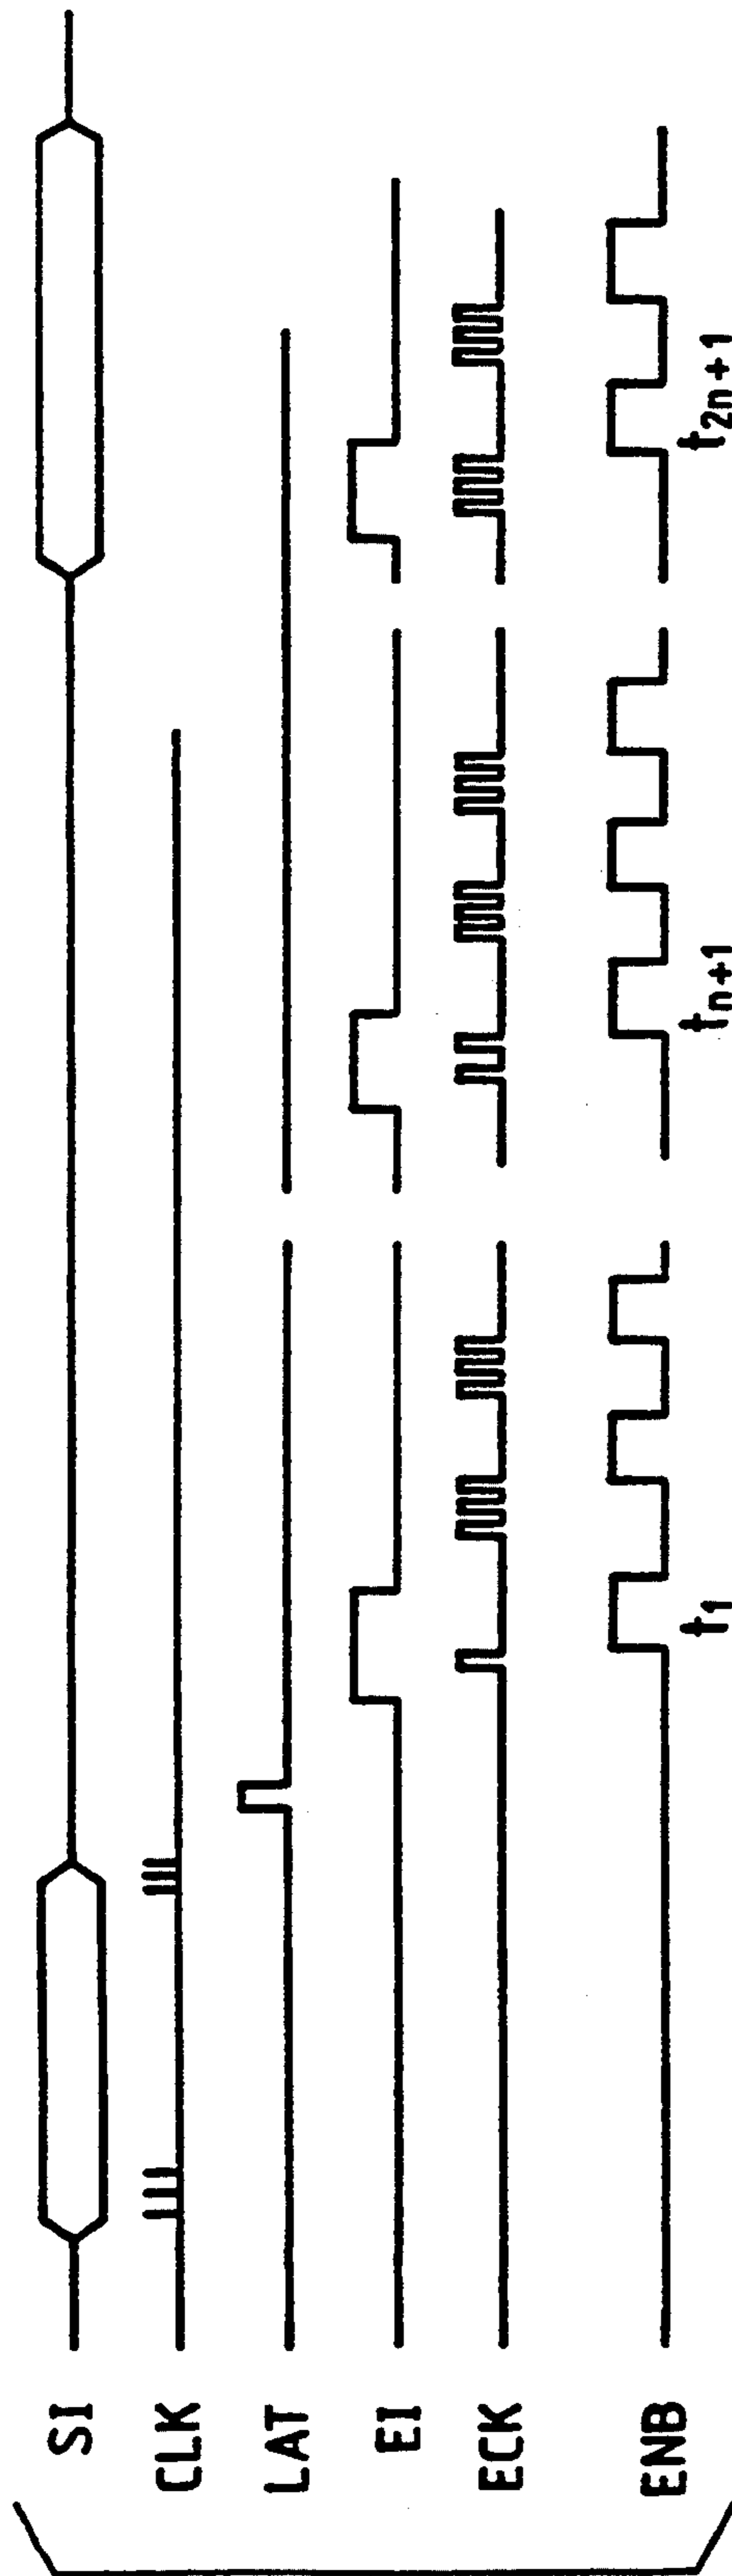 SI
CLK
LAT
EI
ECK
ENB
t₁
tₙ₊₁
t₂ₙ₊₁